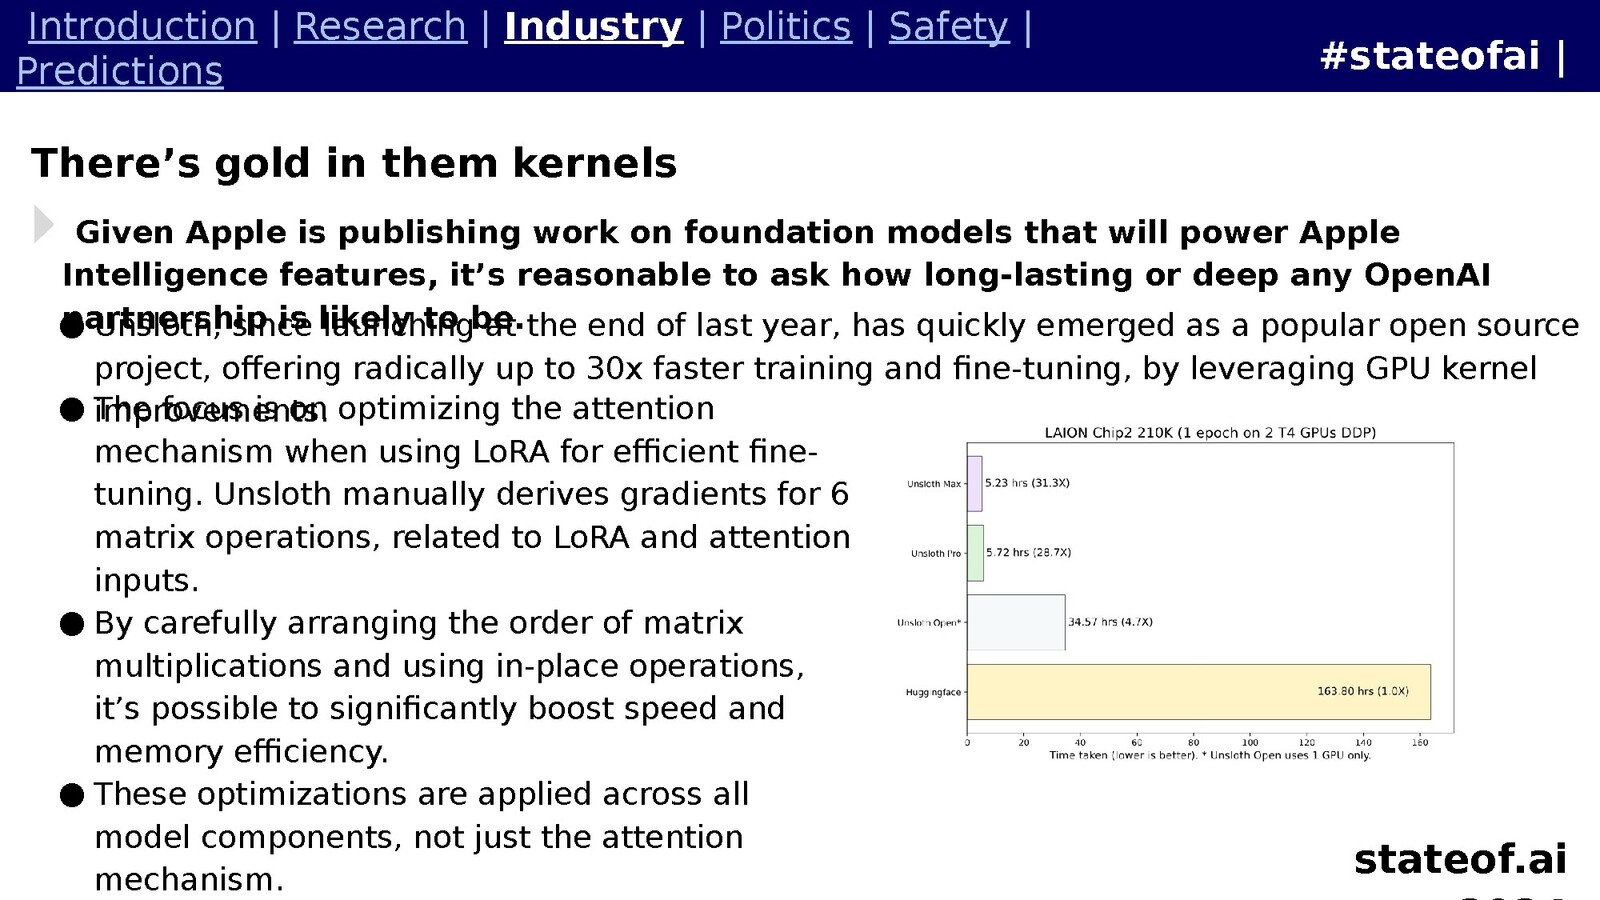 Introduction | Research | Industry | Politics | Safety |
Predictions
#stateofai |
There’s gold in them kernels
Given Apple is publishing work on foundation models that will power Apple
Intelligence features, it’s reasonable to ask how long-lasting or deep any OpenAI
partnership is likely to be.
● Unsloth, since launching at the end of last year, has quickly emerged as a popular open source
project, offering radically up to 30x faster training and fine-tuning, by leveraging GPU kernel
improvements.
● The focus is on optimizing the attention
mechanism when using LoRA for efficient fine-
tuning. Unsloth manually derives gradients for 6
matrix operations, related to LoRA and attention
inputs.
● By carefully arranging the order of matrix
multiplications and using in-place operations,
it’s possible to significantly boost speed and
memory efficiency.
● These optimizations are applied across all
model components, not just the attention
mechanism.
LAION Chip2 210K (1 epoch on 2 T4 GPUs DDP)
Unsloth Max 5.23 hrs (31.3X)
Unsloth Pro 5.72 hrs (28.7X)
Unsloth Open* 34.57 hrs (4.7X)
Huggingface 163.80 hrs (1.0X)
0 20 40 60 80 100 120 140 160
Time taken (lower is better). * Unsloth Open uses 1 GPU only.
stateof.ai